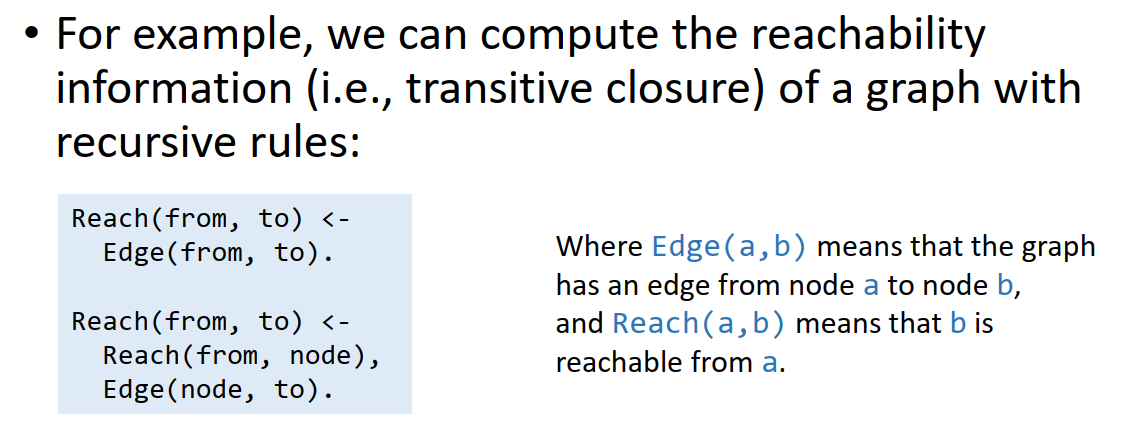 • For example, we can compute the reachability
information (i.e., transitive closure) of a graph with
recursive rules:
Reach(from, to) <-
  Edge(from, to).
Reach(from, to) <-
  Reach(from, node),
  Edge(node, to).
Where Edge(a,b) means that the graph
has an edge from node a to node b,
and Reach(a,b) means that b is
reachable from a.